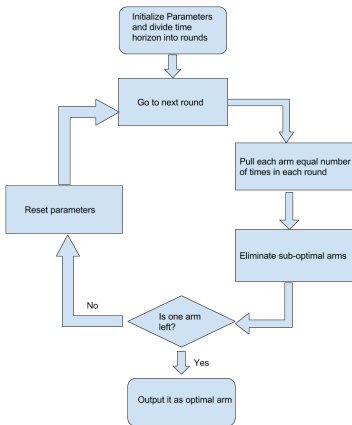 Initialize Parameters
and divide time
horizon into rounds
Go to next round
Pull each arm equal number
of times in each round
Reset parameters
Eliminate sub-optimal arms
No
Is one arm
left?
Yes
Output it as optimal arm